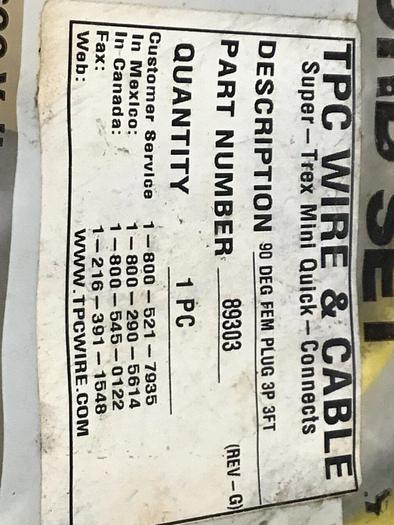 TPC WIRE & CABLE
Super-Trex Mini Quick-Connects
DESCRIPTION 90 DEG FEM PLUG 3P 3FT
PART NUMBER 89303 (REV-G)
QUANTITY 1 PC
Customer Service 1-800-521-7935
In Mexico: 1-800-290-5614
In Canada: 1-800-545-0122
Fax: 1-216-391-1548
Web: WWW.TPCWIRE.COM